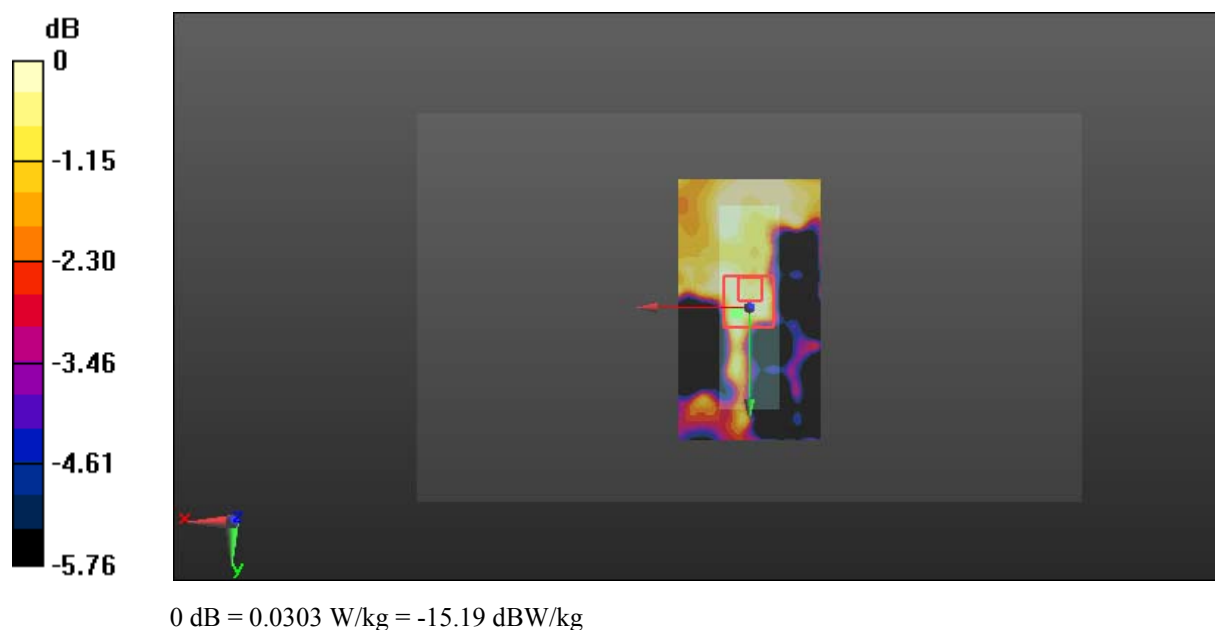 dB
0
-1.15
-2.30
-3.46
-4.61
-5.76
x
z
y
0 dB = 0.0303 W/kg = -15.19 dBW/kg